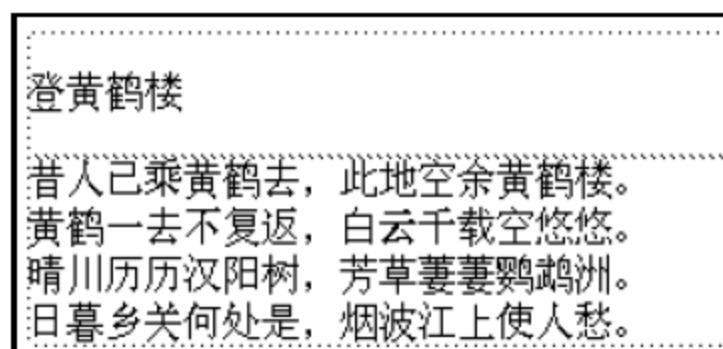 登黄鹤楼
昔人己乘黄鹤去，此地空余黄鹤楼。
黄鹤一去不复返，白云千载空悠悠。
晴川历历汉阳树，芳草萋萋鹦鹉洲。
日暮乡关何处是，烟波江上使人愁。